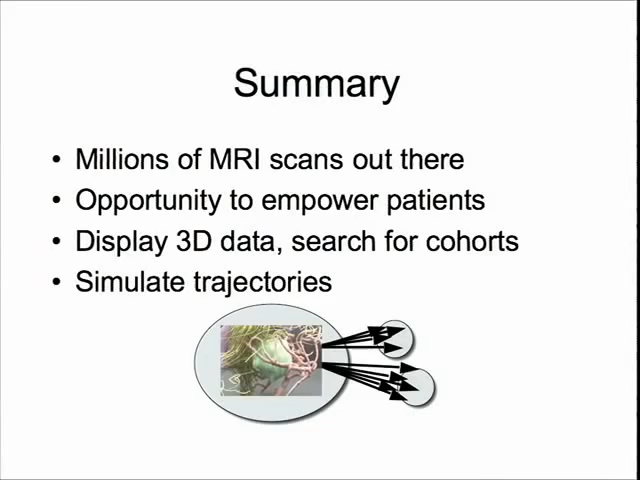 Summary
• Millions of MRI scans out there
• Opportunity to empower patients
• Display 3D data, search for cohorts
• Simulate trajectories